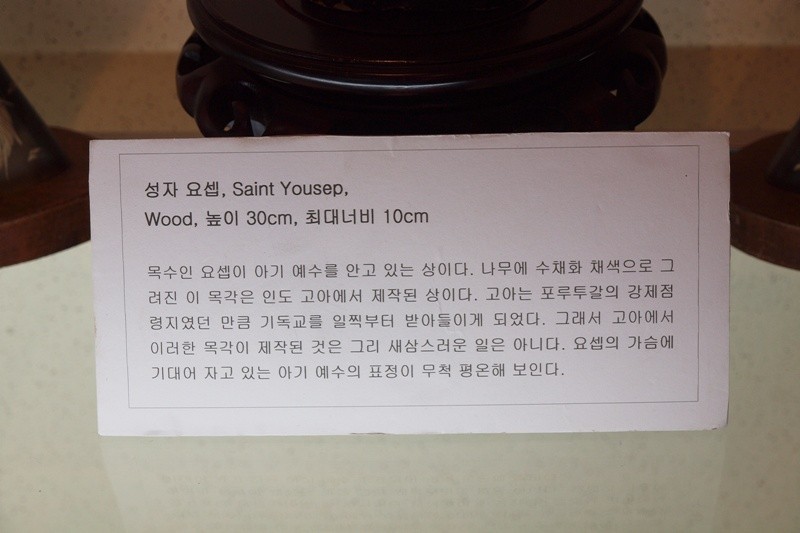 성자 요셉, Saint Yousep,
Wood, 높이 30cm, 최대너비 10cm
목수인 요셉이 아기 예수를 안고 있는 상이다. 나무에 수채화 채색으로 그
려진 이 목각은 인도 고아에서 제작된 상이다. 고아는 포루투갈의 강제점
령지였던 만큼 기독교를 일찍부터 받아들이게 되었다. 그래서 고아에서
이러한 목각이 제작된 것은 그리 새삼스러운 일은 아니다. 요셉의 가슴에
기대어 자고 있는 아기 예수의 표정이 무척 평온해 보인다.